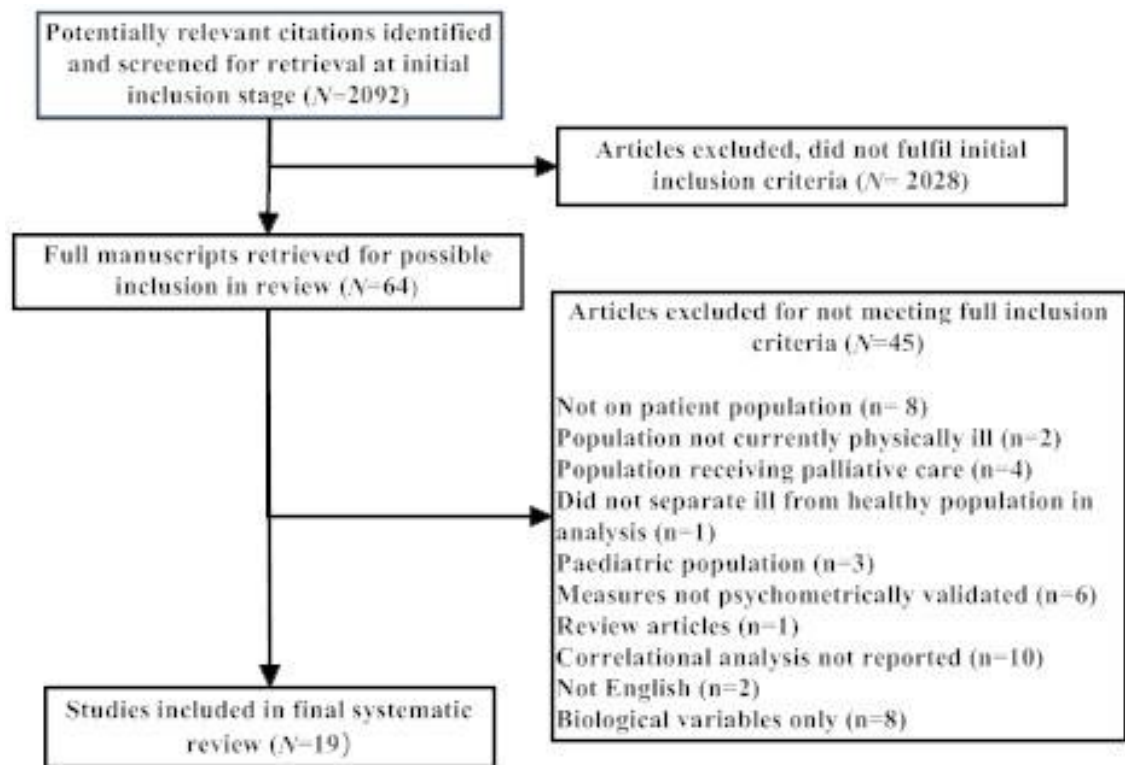 Potentially relevant citations identified
and screened for retrieval at initial
inclusion stage (N=2092)
Articles excluded, did not fulfil initial
inclusion criteria (N= 2028)
Full manuscripts retrieved for possible
inclusion in review (N=64)
Articles excluded for not meeting full inclusion
criteria (N=45)
Not on patient population (n= 8)
Population not currently physically ill (n=2)
Population receiving palliative care (n=4)
Did not separate ill from healthy population in
analysis (n=1)
Paediatric population (n=3)
Measures not psychometrically validated (n=6)
Review articles (n=1)
Correlational analysis not reported (n=10)
Not English (n=2)
Biological variables only (n=8)
Studies included in final systematic
review (N=19)